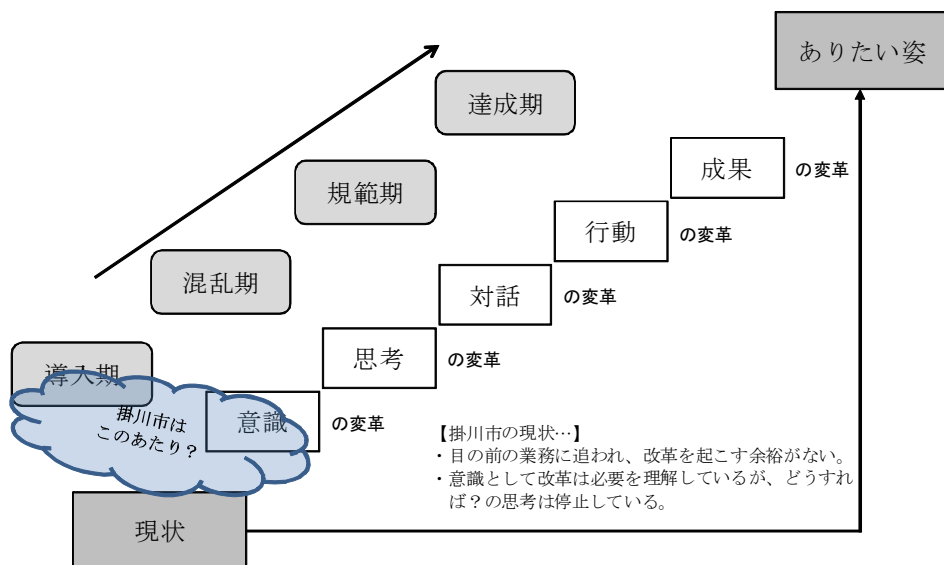 ありたい姿
達成期
成果 の変革
規範期
行動 の変革
混乱期
対話 の変革
思考 の変革
導入期
意識 の変革
掛川市は
このあたり？
【掛川市の現状…】
・目の前の業務に追われ、改革を起こす余裕がない。
・意識として改革は必要を理解しているが、どうすれ
ば？の思考は停止している。
現状